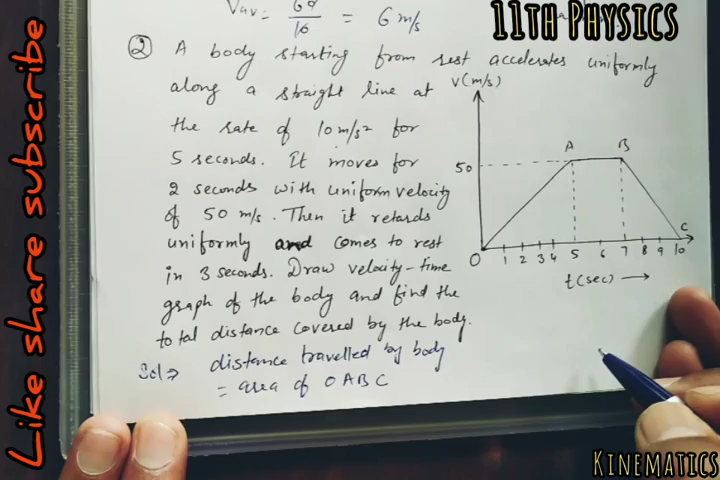 Like share subscribe
11th Physics
Vav = 69/16 = 6 m/s
② A body starting from rest accelerates uniformly
along a straight line at
the rate of 10 m/s² for
5 seconds. It moves for
2 seconds with uniform velocity
of 50 m/s. Then it retards
uniformly and comes to rest
in 3 seconds. Draw velocity-time
graph of the body and find the
total distance covered by the body.
Sol⇒ distance travelled by body
= area of OABC
V(m/s)
A B
50
C
O 1 2 3 4 5 6 7 8 9 10
t(sec) →
Kinematics